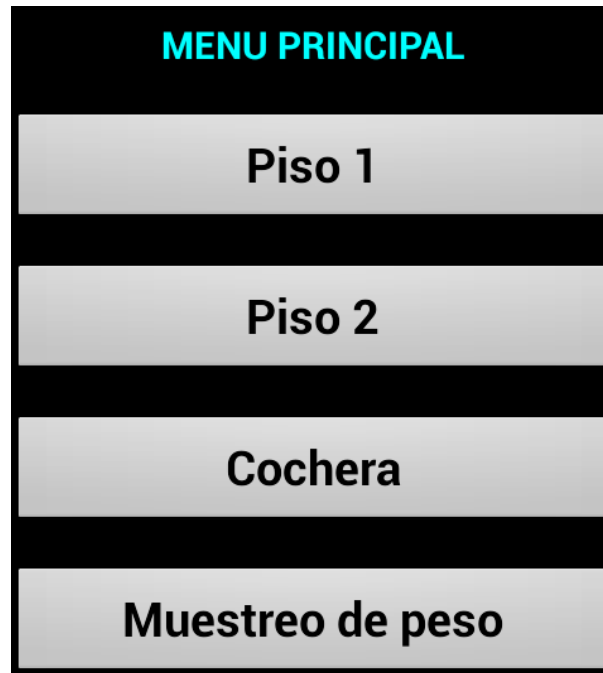 MENU PRINCIPAL
Piso 1
Piso 2
Cochera
Muestreo de peso